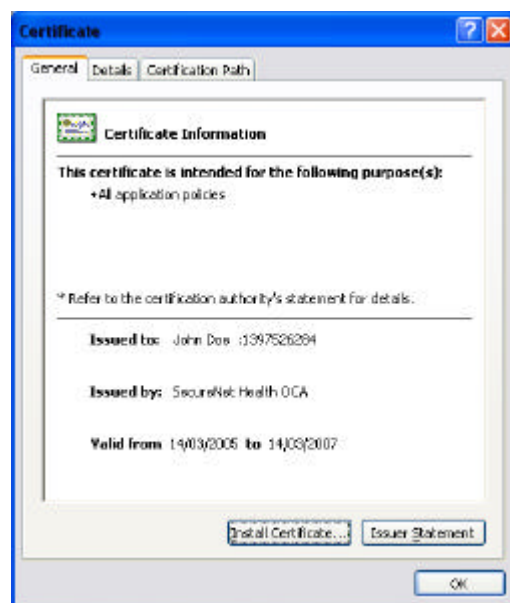 Certificate
General Details Certification Path
Certificate Information
This certificate is intended for the following purpose(s):
•All application policies
* Refer to the certification authority's statement for details.
Issued to: John Doe :1397526284
Issued by: SecureNet Health OCA
Valid from 14/03/2005 to 14/03/2007
Install Certificate... Issuer Statement
OK